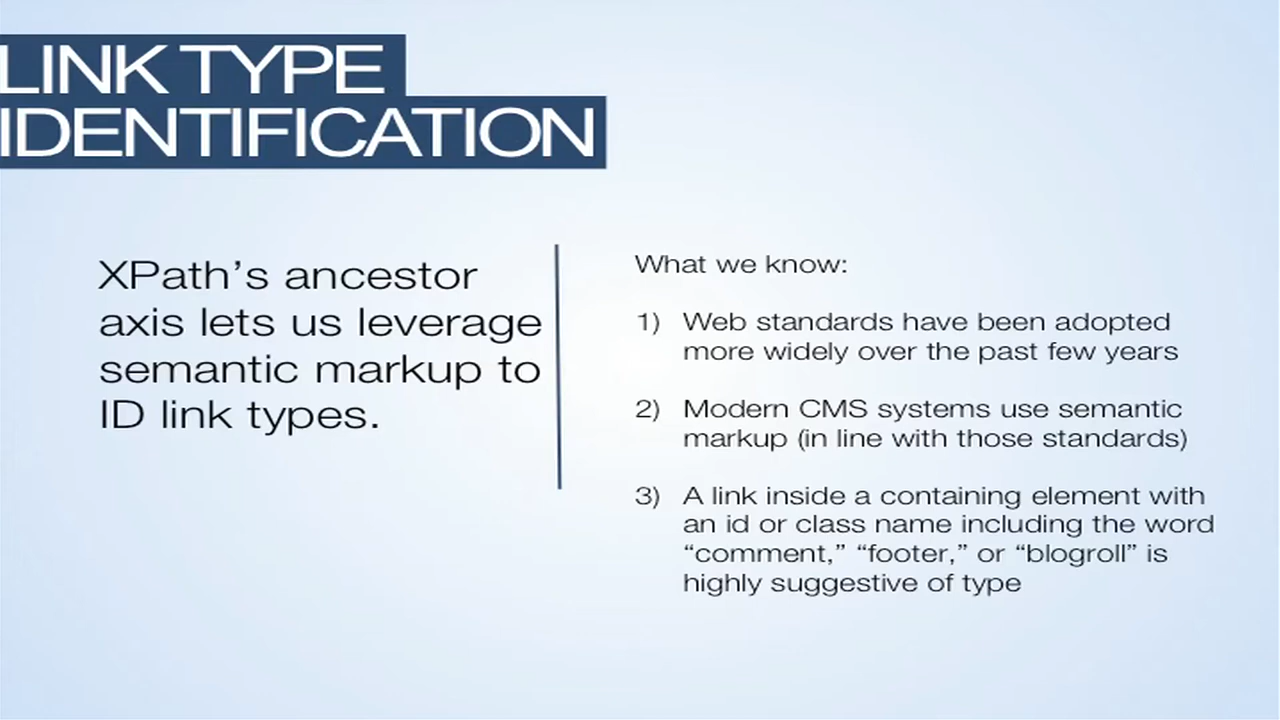 LINK TYPE
IDENTIFICATION
XPath’s ancestor
axis lets us leverage
semantic markup to
ID link types.
What we know:
1) Web standards have been adopted
more widely over the past few years
2) Modern CMS systems use semantic
markup (in line with those standards)
3) A link inside a containing element with
an id or class name including the word
“comment,” “footer,” or “blogroll” is
highly suggestive of type